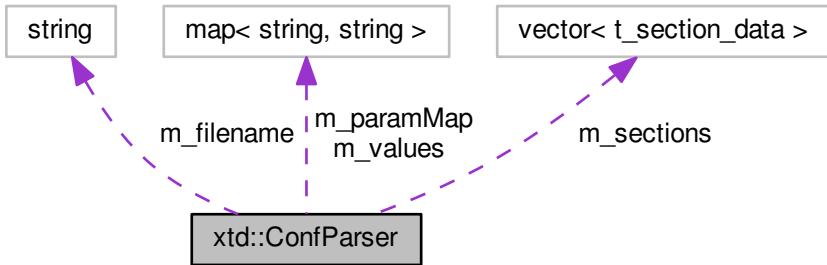 string
map< string, string >
vector< t_section_data >
m_filename
m_paramMap
m_values
m_sections
xtd::ConfParser